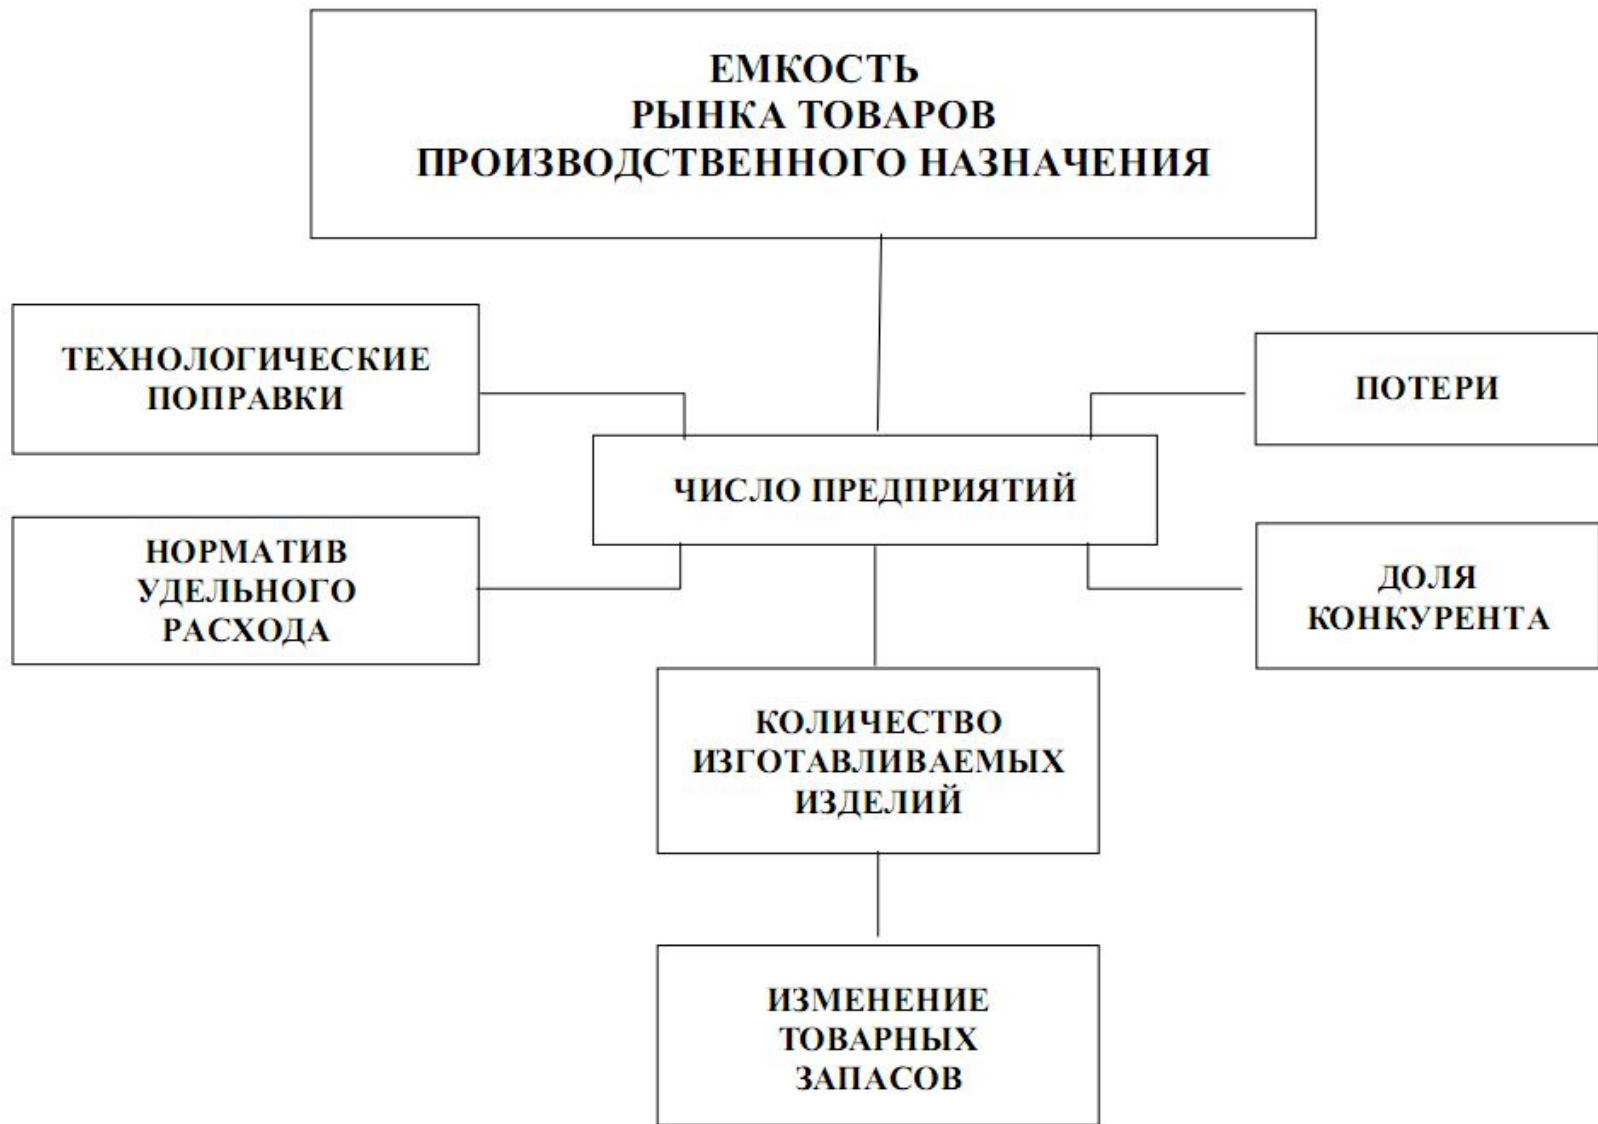 ЕМКОСТЬ
РЫНКА ТОВАРОВ
ПРОИЗВОДСТВЕННОГО НАЗНАЧЕНИЯ
ТЕХНОЛОГИЧЕСКИЕ
ПОПРАВКИ
ПОТЕРИ
ЧИСЛО ПРЕДПРИЯТИЙ
НОРМАТИВ
УДЕЛЬНОГО
РАСХОДА
ДОЛЯ
КОНКУРЕНТА
КОЛИЧЕСТВО
ИЗГОТАВЛИВАЕМЫХ
ИЗДЕЛИЙ
ИЗМЕНЕНИЕ
ТОВАРНЫХ
ЗАПАСОВ